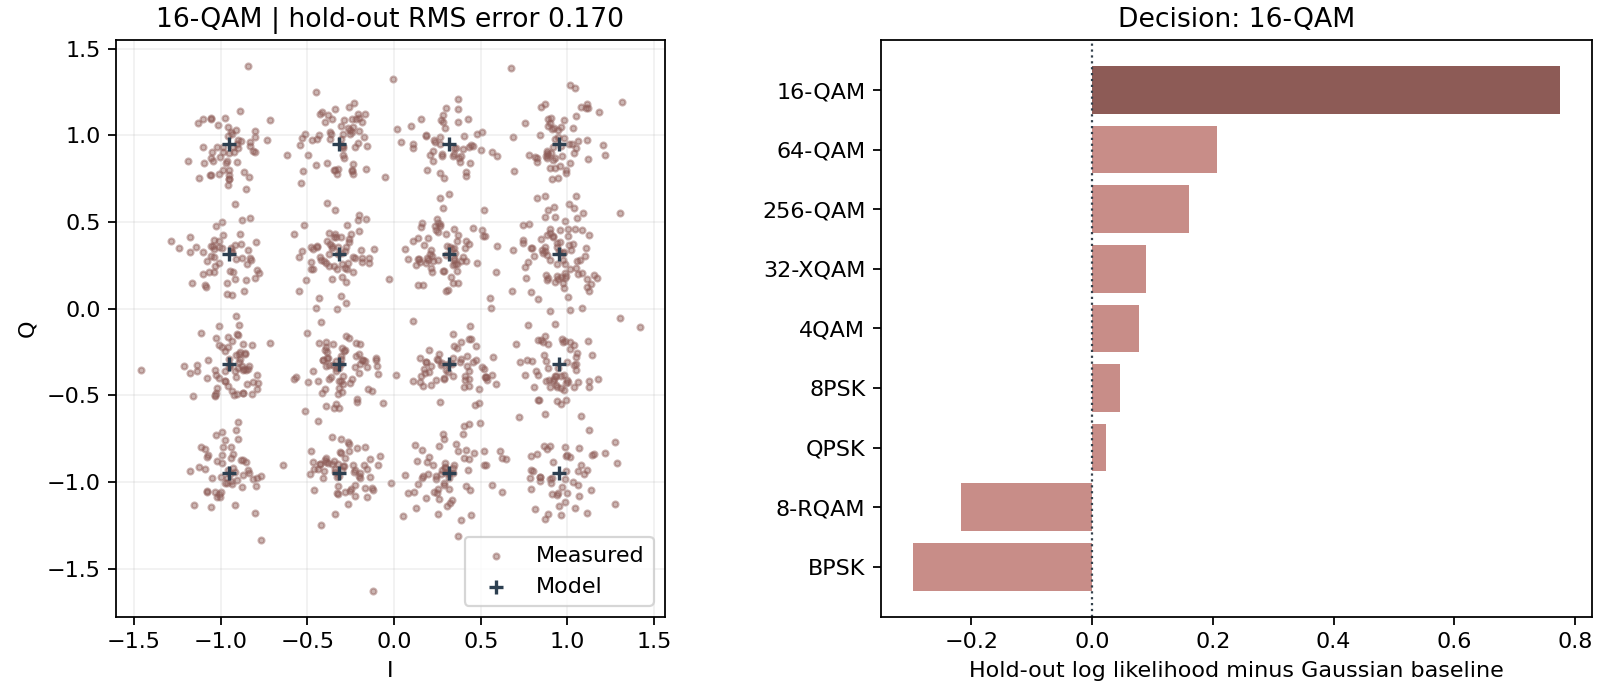 16-QAM | hold-out RMS error 0.170
1.5
1.0
0.5
0.0
−0.5
−1.0
−1.5
Q
−1.5 −1.0 −0.5 0.0 0.5 1.0 1.5
I
Measured
Model
Decision: 16-QAM
16-QAM
64-QAM
256-QAM
32-XQAM
4QAM
8PSK
QPSK
8-RQAM
BPSK
−0.2 0.0 0.2 0.4 0.6 0.8
Hold-out log likelihood minus Gaussian baseline